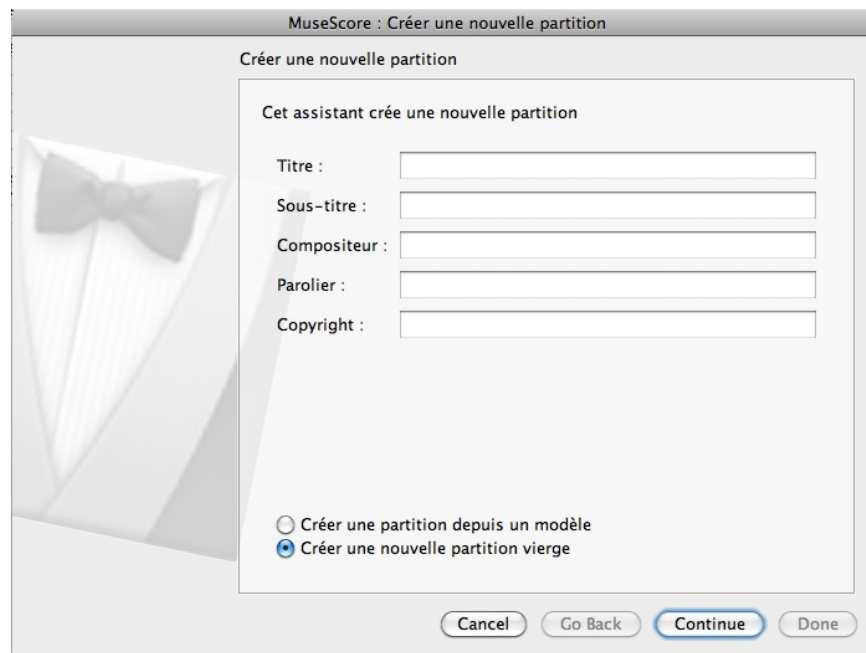 MuseScore : Créer une nouvelle partition
Créer une nouvelle partition
Cet assistant crée une nouvelle partition
Titre :
Sous-titre :
Compositeur :
Parolier :
Copyright :
Créer une partition depuis un modèle
Créer une nouvelle partition vierge
Cancel Go Back Continue Done